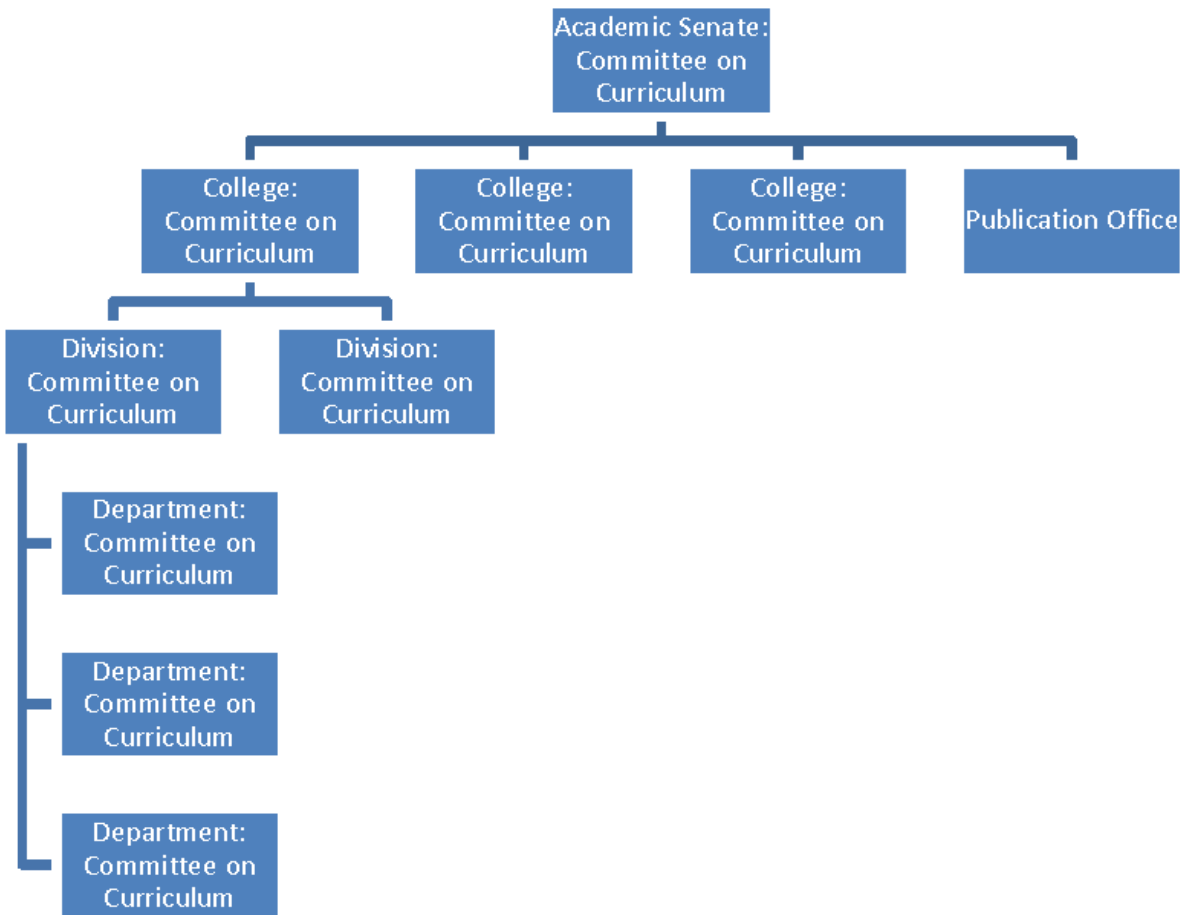 Academic Senate:
Committee on
Curriculum
College:
Committee on
Curriculum
College:
Committee on
Curriculum
College:
Committee on
Curriculum
Publication Office
Division:
Committee on
Curriculum
Division:
Committee on
Curriculum
Department:
Committee on
Curriculum
Department:
Committee on
Curriculum
Department:
Committee on
Curriculum